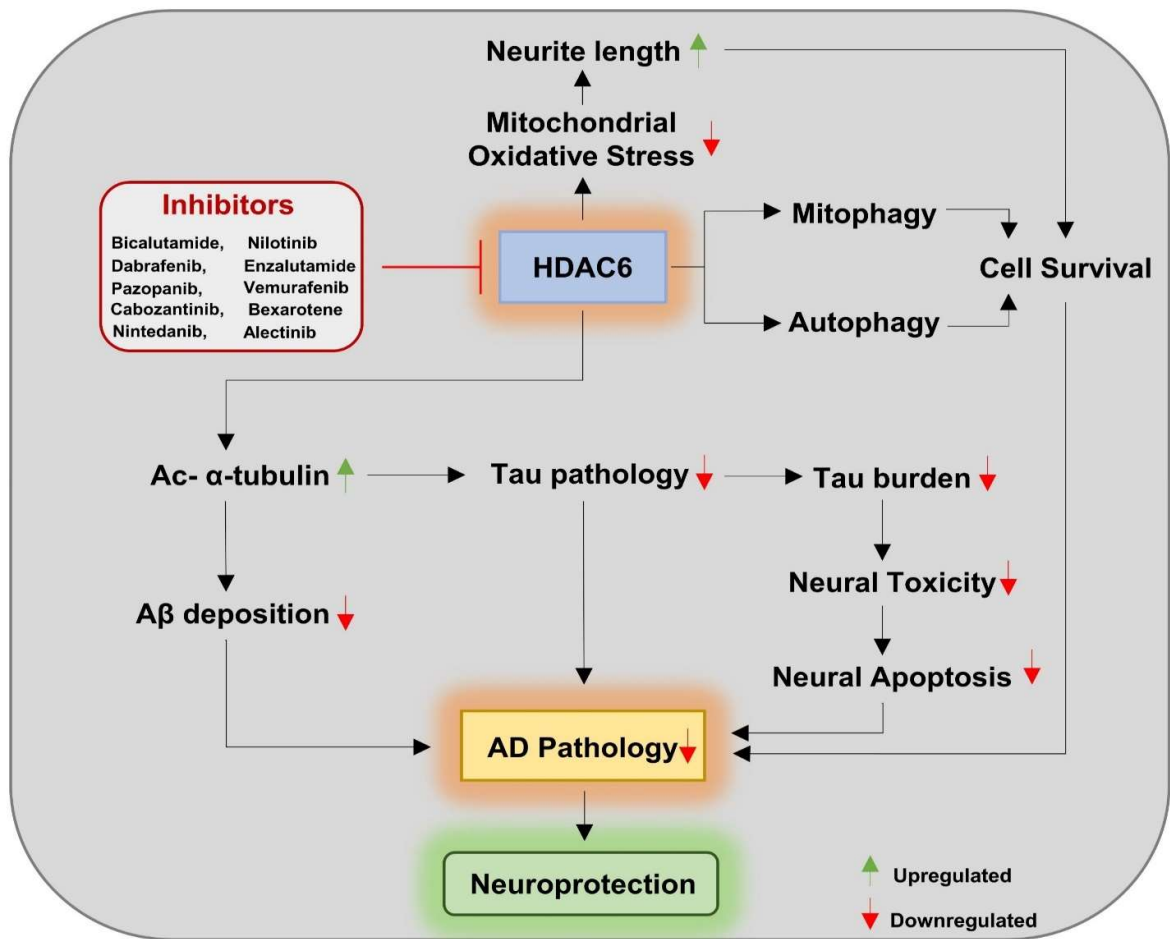 Neurite length
Mitochondrial
Oxidative Stress
Inhibitors
Bicalutamide, Nilotinib
Dabrafenib, Enzalutamide
Pazopanib, Vemurafenib
Cabozantinib, Bexarotene
Nintedanib, Alectinib
HDAC6
Mitophagy
Cell Survival
Autophagy
Ac- α-tubulin
Tau pathology
Tau burden
Neural Toxicity
Aβ deposition
Neural Apoptosis
AD Pathology
Neuroprotection
Upregulated
Downregulated